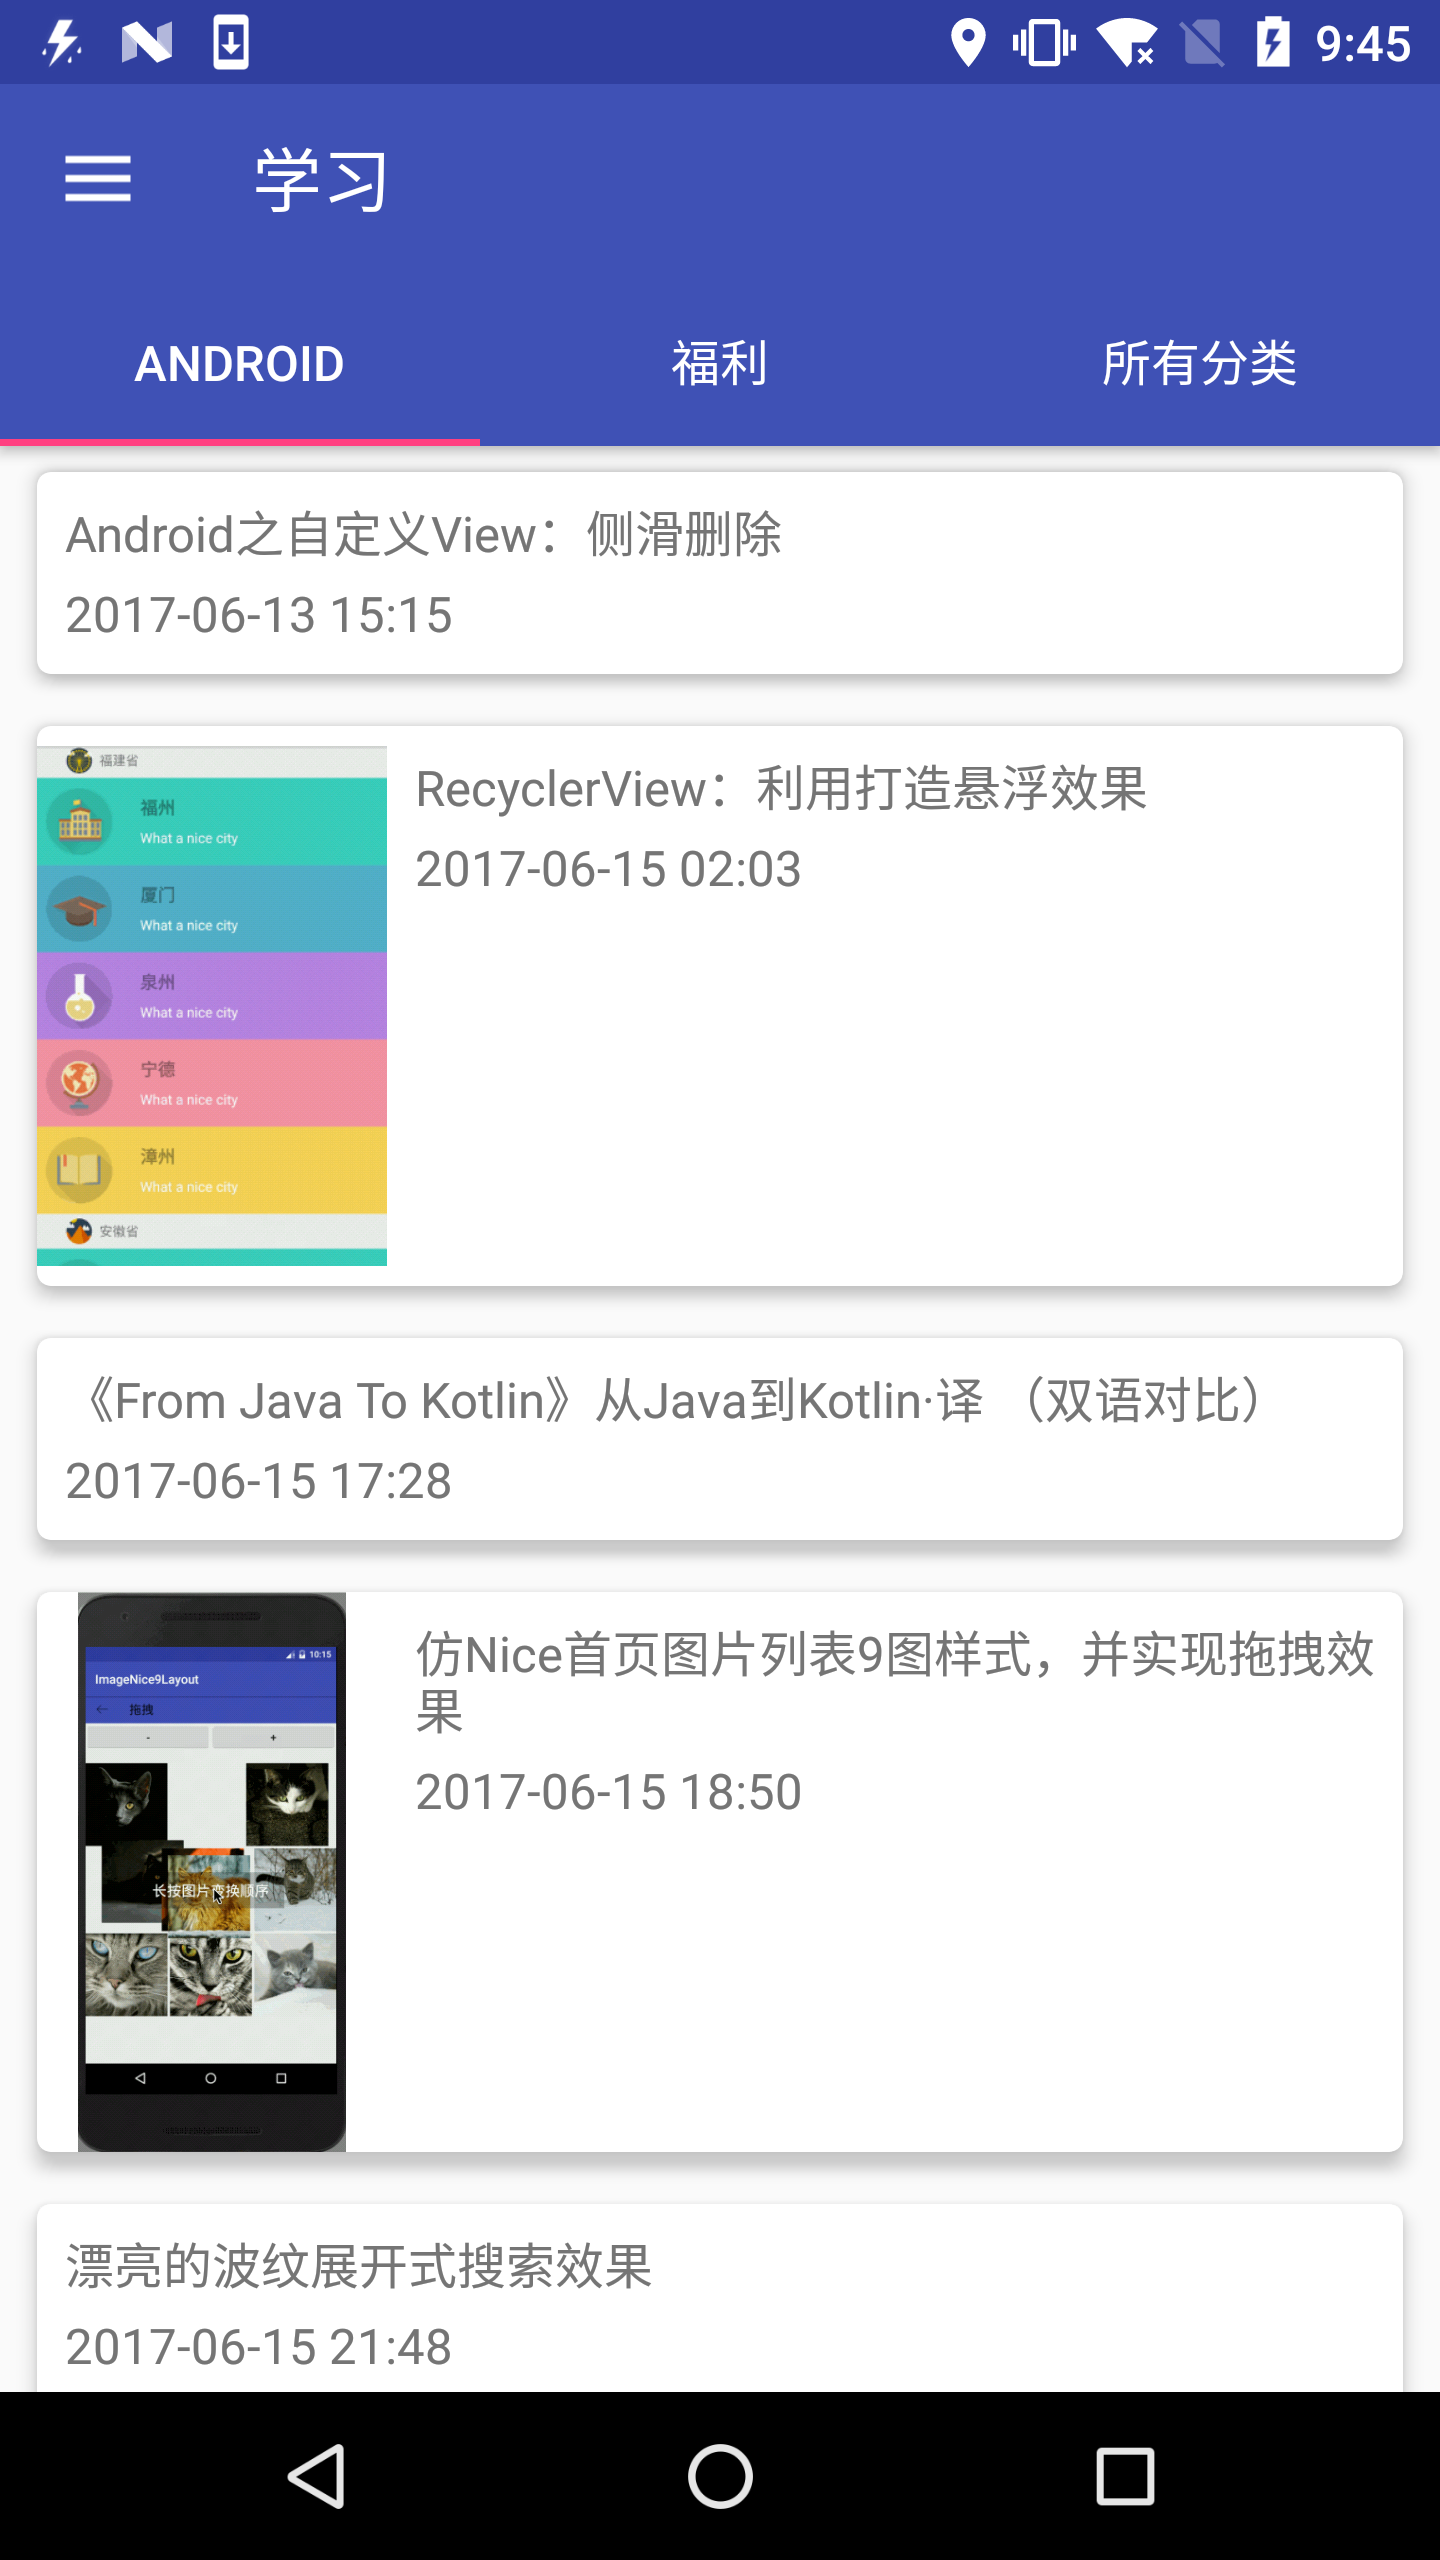 9:45
学习
ANDROID
福利
所有分类
Android之自定义View：侧滑删除
2017-06-13 15:15
福建省
福州
What a nice city
厦门
What a nice city
泉州
What a nice city
宁德
What a nice city
漳州
What a nice city
安徽省
RecyclerView：利用打造悬浮效果
2017-06-15 02:03
《From Java To Kotlin》从Java到Kotlin·译 （双语对比）
2017-06-15 17:28
10:15
ImageNice9Layout
拖拽
- +
长按图片变换顺序
仿Nice首页图片列表9图样式，并实现拖拽效
果
2017-06-15 18:50
漂亮的波纹展开式搜索效果
2017-06-15 21:48